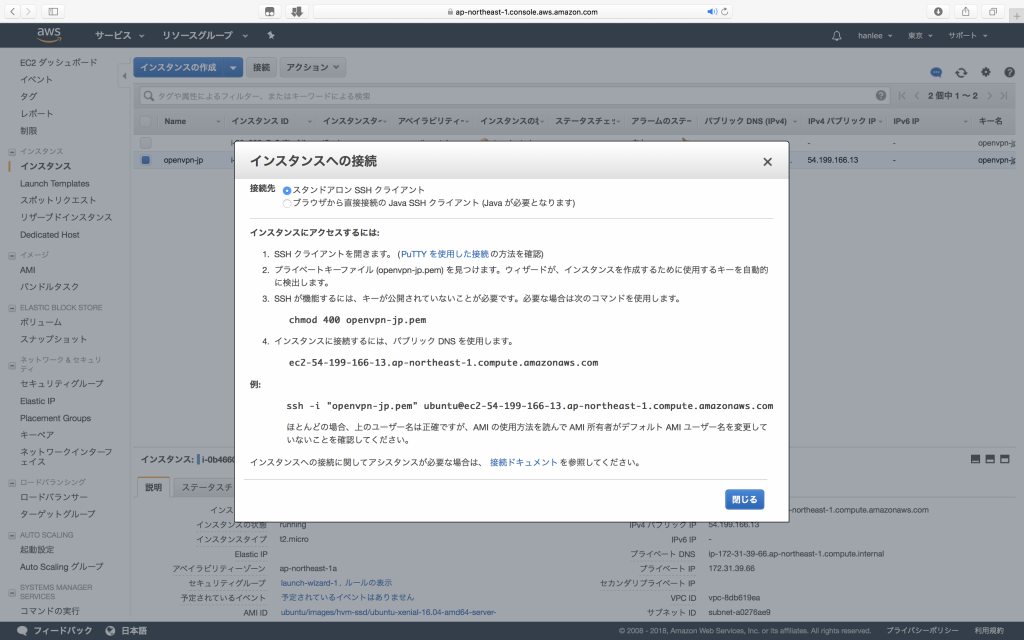 ap-northeast-1.console.aws.amazon.com
aws サービス リソースグループ hanlee 東京 サポート
EC2 ダッシュボード
イベント
タグ
レポート
制限
インスタンス
インスタンス
Launch Templates
スポットリクエスト
リザーブドインスタンス
Dedicated Host
イメージ
AMI
バンドルタスク
ELASTIC BLOCK STORE
ボリューム
スナップショット
ネットワーク & セキュリ
ティ
セキュリティグループ
Elastic IP
Placement Groups
キーペア
ネットワークインターフ
ェイス
ロードバランシング
ロードバランサー
ターゲットグループ
AUTO SCALING
起動設定
Auto Scaling グループ
SYSTEMS MANAGER
SERVICES
コマンドの実行
インスタンスの作成 接続 アクション
タグや属性によるフィルター、またはキーワードによる検索
2 個中 1 ～ 2
Name インスタンス ID インスタンスター アベイラビリティー インスタンスの ステータスチェ アラームのステー パブリック DNS (IPv4) IPv4 パブリック IP IPv6 IP キー名
- - openvpn-j
openvpn-jp 54.199.166.13 - openvpn-j
インスタンスへの接続
接続先 スタンドアロン SSH クライアント
ブラウザから直接接続の Java SSH クライアント (Java が必要となります)
インスタンスにアクセスするには:
1. SSH クライアントを開きます。 (PuTTY を使用した接続 の方法を確認)
2. プライベートキーファイル (openvpn-jp.pem) を見つけます。ウィザードが、インスタンスを作成するために使用するキーを自動的
に検出します。
3. SSH が機能するには、キーが公開されていないことが必要です。必要な場合は次のコマンドを使用します。
chmod 400 openvpn-jp.pem
4. インスタンスに接続するには、パブリック DNS を使用します。
ec2-54-199-166-13.ap-northeast-1.compute.amazonaws.com
例:
ssh -i "openvpn-jp.pem" ubuntu@ec2-54-199-166-13.ap-northeast-1.compute.amazonaws.com
ほとんどの場合、上のユーザー名は正確ですが、AMI の使用方法を読んで AMI 所有者がデフォルト AMI ユーザー名を変更して
いないことを確認してください。
インスタンスへの接続に関してアシスタンスが必要な場合は、 接続ドキュメント を参照してください。
閉じる
インスタンス: i-0b4660
説明 ステータスチ
インス -northeast-1.compute.amazonaws.com
インスタンスの状態 running IPv4 パブリック IP 54.199.166.13
インスタンスタイプ t2.micro IPv6 IP -
Elastic IP プライベート DNS ip-172-31-39-66.ap-northeast-1.compute.internal
アベイラビリティーゾーン ap-northeast-1a プライベート IP 172.31.39.66
セキュリティグループ launch-wizard-1. ルールの表示 セカンダリプライベート IP
予定されているイベント 予定されているイベントはありません VPC ID vpc-8db619ea
AMI ID ubuntu/images/hvm-ssd/ubuntu-xenial-16.04-amd64-server- サブネット ID subnet-a0276ae9
フィードバック 日本語 © 2008 - 2018, Amazon Web Services, Inc. or its affiliates. All rights reserved. プライバシーポリシー 利用規約